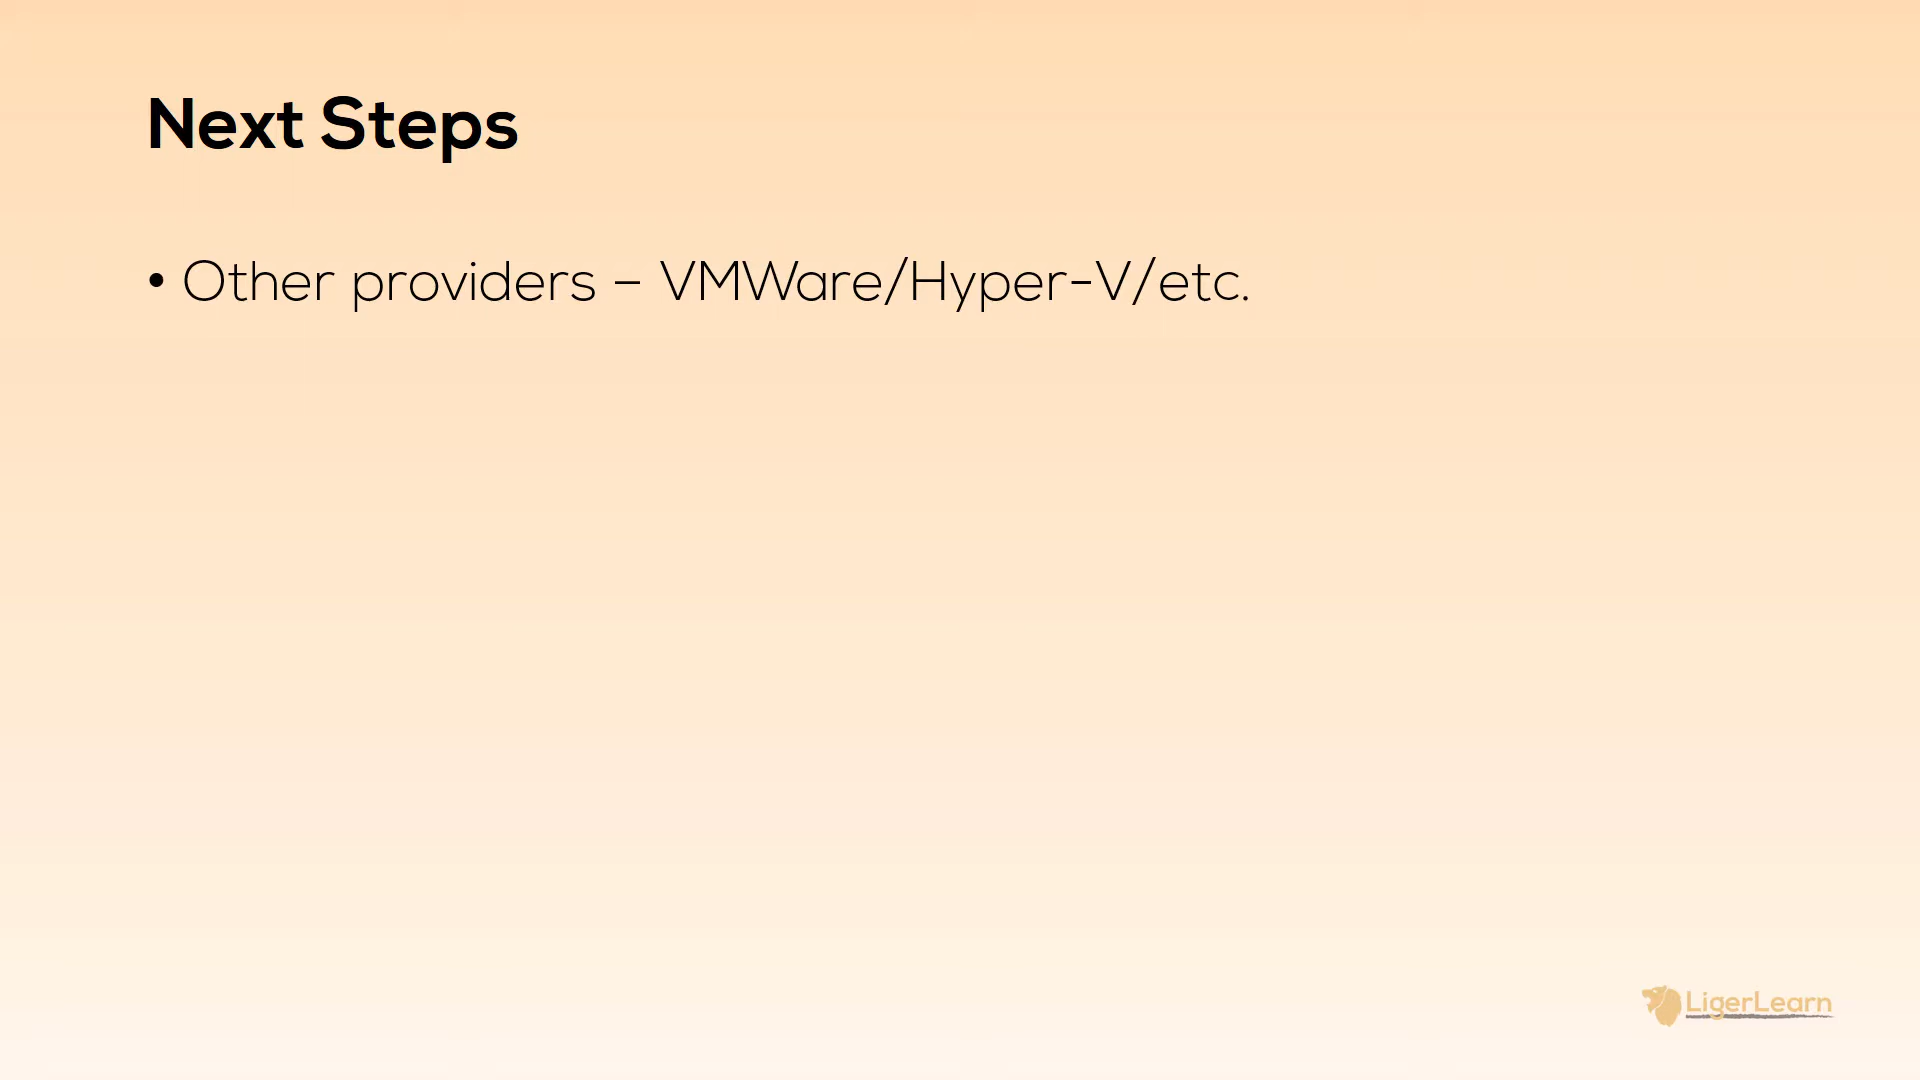 Next Steps
• Other providers – VMWare/Hyper-V/etc.
LigerLearn